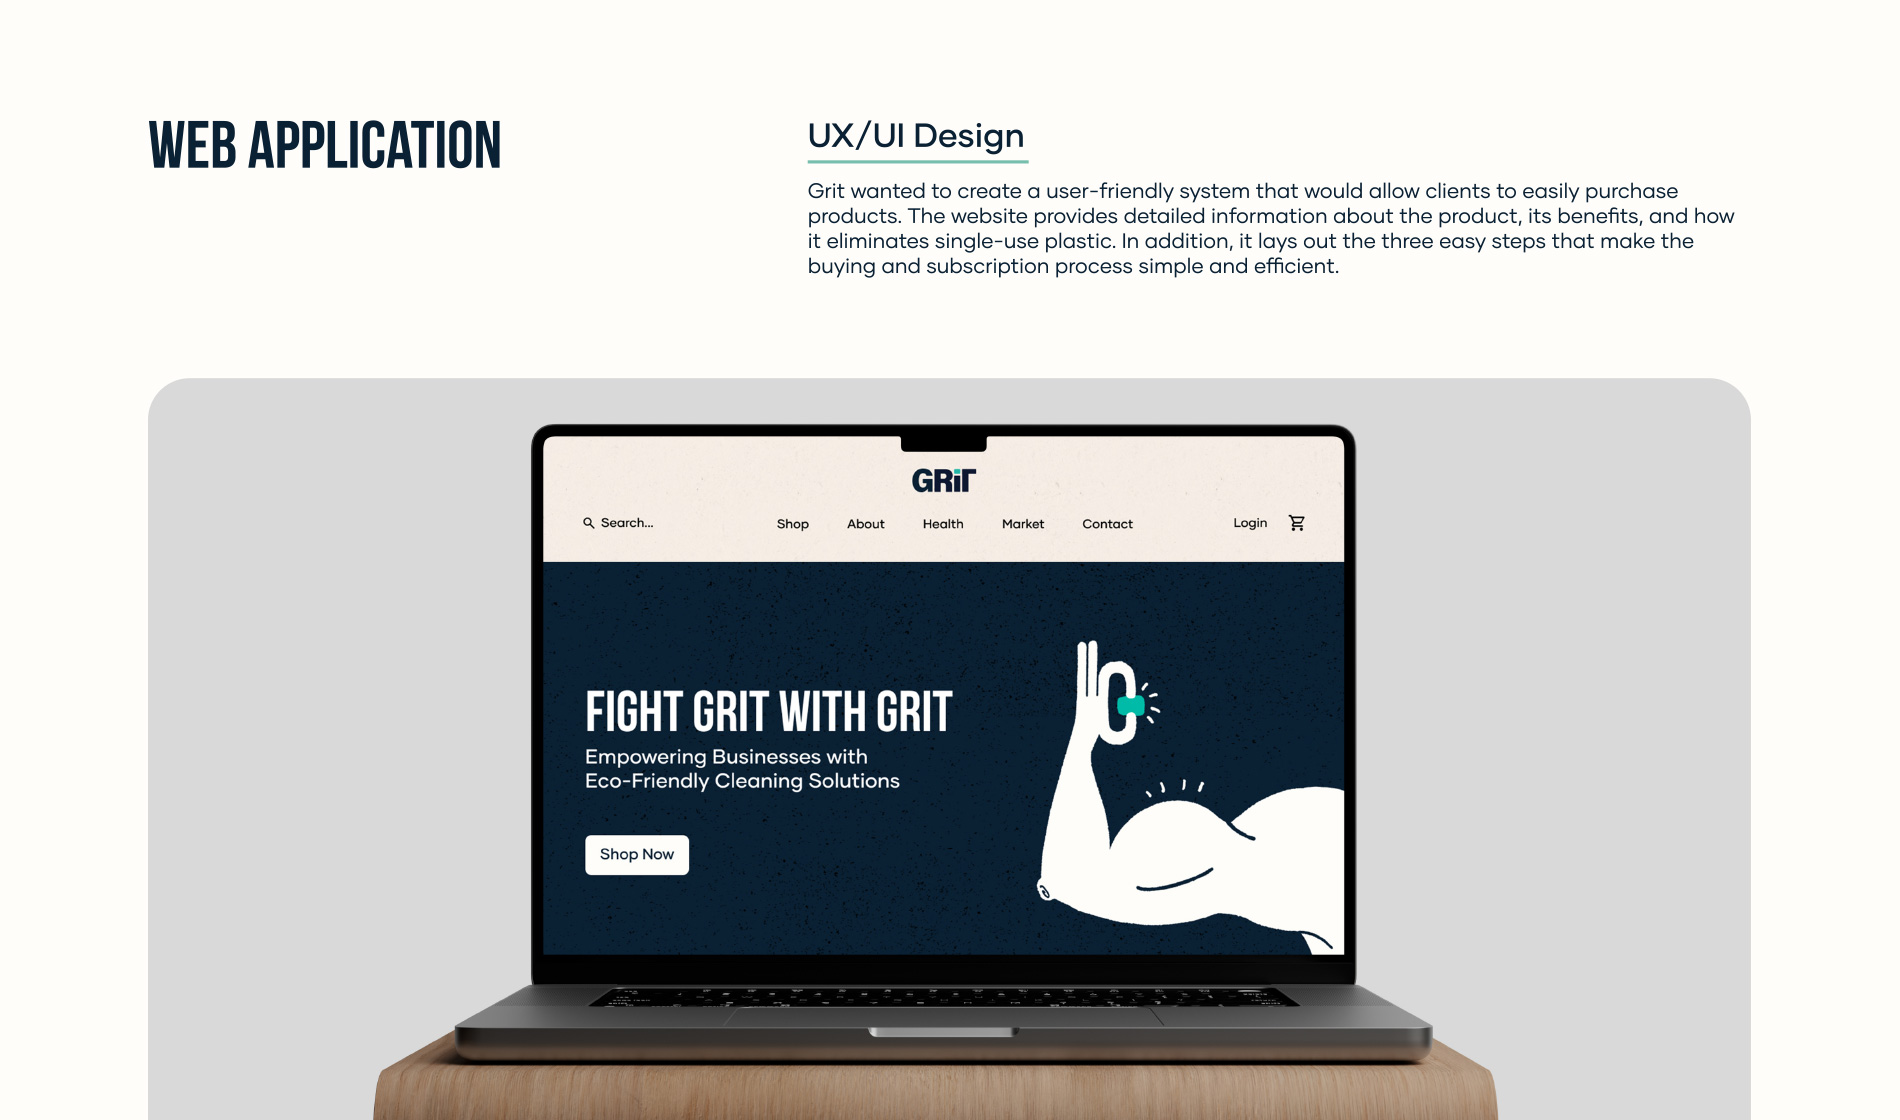 WEB APPLICATION
UX/UI Design
Grit wanted to create a user-friendly system that would allow clients to easily purchase
products. The website provides detailed information about the product, its benefits, and how
it eliminates single-use plastic. In addition, it lays out the three easy steps that make the
buying and subscription process simple and efficient.
GRiT
Search...
Shop About Health Market Contact
Login
FIGHT GRIT WITH GRIT
Empowering Businesses with
Eco-Friendly Cleaning Solutions
Shop Now